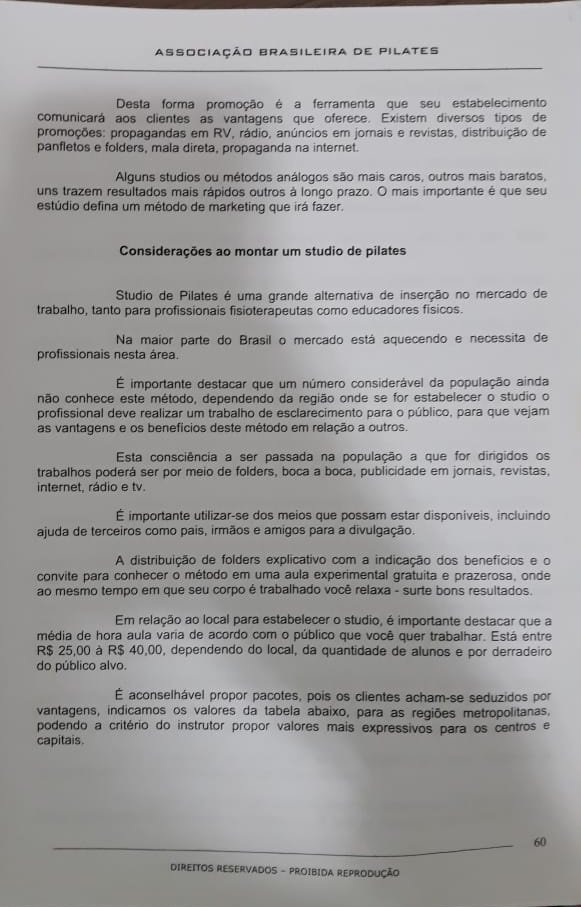 ASSOCIAÇÃO BRASILEIRA DE PILATES
Desta forma promoção é a ferramenta que seu estabelecimento
comunicará aos clientes as vantagens que oferece. Existem diversos tipos de
promoções: propagandas em RV, rádio, anúncios em jornais e revistas, distribuição de
panfletos e folders, mala direta, propaganda na internet.
Alguns studios ou métodos análogos são mais caros, outros mais baratos,
uns trazem resultados mais rápidos outros à longo prazo. O mais importante é que seu
estúdio defina um método de marketing que irá fazer.
Considerações ao montar um studio de pilates
Studio de Pilates é uma grande alternativa de inserção no mercado de
trabalho, tanto para profissionais fisioterapeutas como educadores físicos.
Na maior parte do Brasil o mercado está aquecendo e necessita de
profissionais nesta área.
É importante destacar que um número considerável da população ainda
não conhece este método, dependendo da região onde se for estabelecer o studio o
profissional deve realizar um trabalho de esclarecimento para o público, para que vejam
as vantagens e os benefícios deste método em relação a outros.
Esta consciência a ser passada na população a que for dirigidos os
trabalhos poderá ser por meio de folders, boca a boca, publicidade em jornais, revistas,
internet, rádio e tv.
É importante utilizar-se dos meios que possam estar disponíveis, incluindo
ajuda de terceiros como pais, irmãos e amigos para a divulgação.
A distribuição de folders explicativo com a indicação dos benefícios e o
convite para conhecer o método em uma aula experimental gratuita e prazerosa, onde
ao mesmo tempo em que seu corpo é trabalhado você relaxa - surte bons resultados.
Em relação ao local para estabelecer o studio, é importante destacar que a
média de hora aula varia de acordo com o público que você quer trabalhar. Está entre
R$ 25,00 à R$ 40,00, dependendo do local, da quantidade de alunos e por derradeiro
do público alvo.
É aconselhável propor pacotes, pois os clientes acham-se seduzidos por
vantagens, indicamos os valores da tabela abaixo, para as regiões metropolitanas,
podendo a critério do instrutor propor valores mais expressivos para os centros e
capitais.
60
DIREITOS RESERVADOS – PROIBIDA REPRODUÇÃO